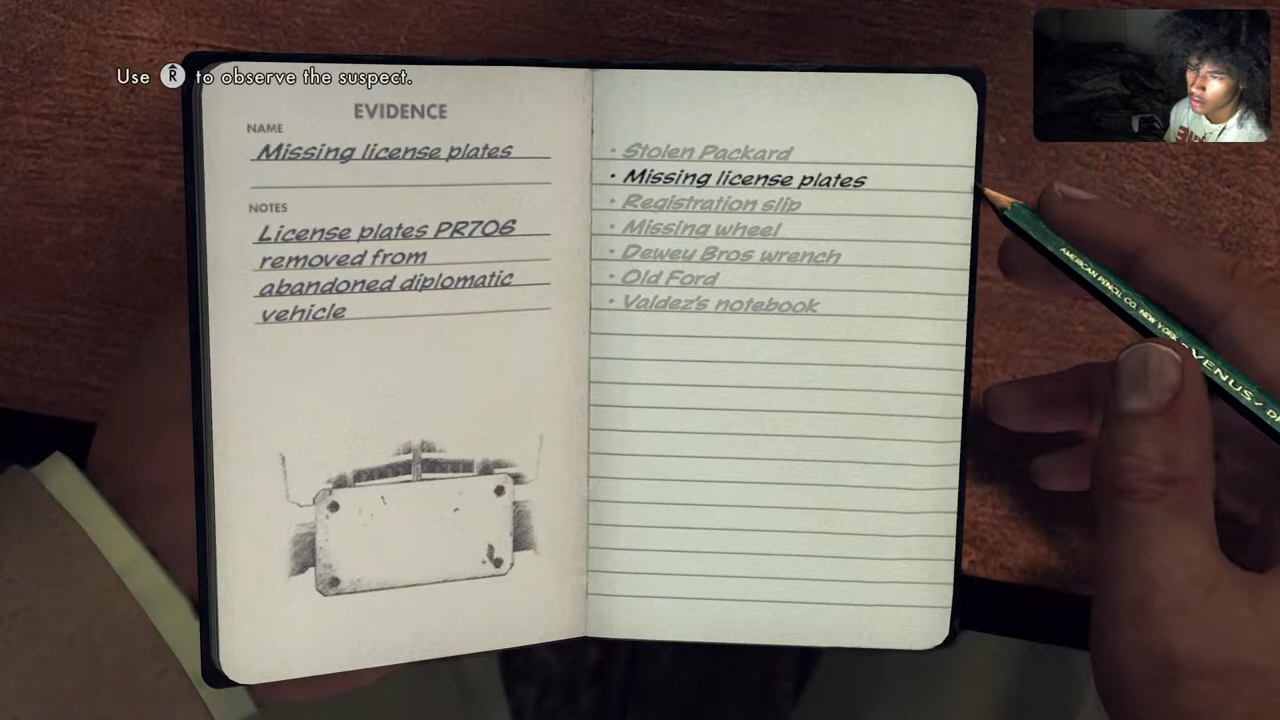 Use R to observe the suspect.
EVIDENCE
NAME
Missing license plates
NOTES
License plates PR706
removed from
abandoned diplomatic
vehicle
• Stolen Packard
• Missing license plates
• Registration slip
• Missing wheel
• Dewey Bros wrench
• Old Ford
• Valdez's notebook
AMERICAN PENCIL CO. NEW YORK
VENUS